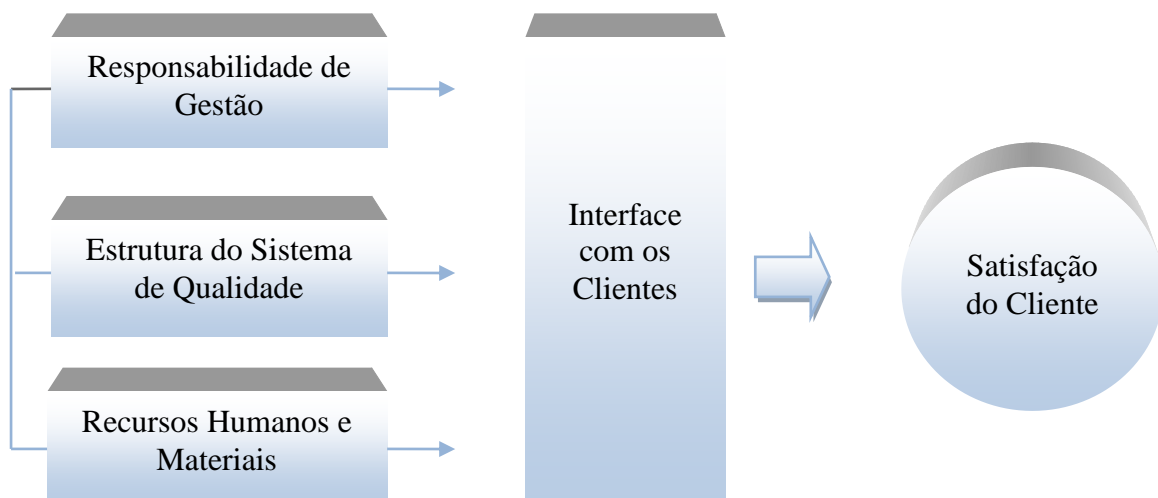 Responsabilidade de
Gestão
Estrutura do Sistema
de Qualidade
Recursos Humanos e
Materiais
Interface
com os
Clientes
Satisfação
do Cliente